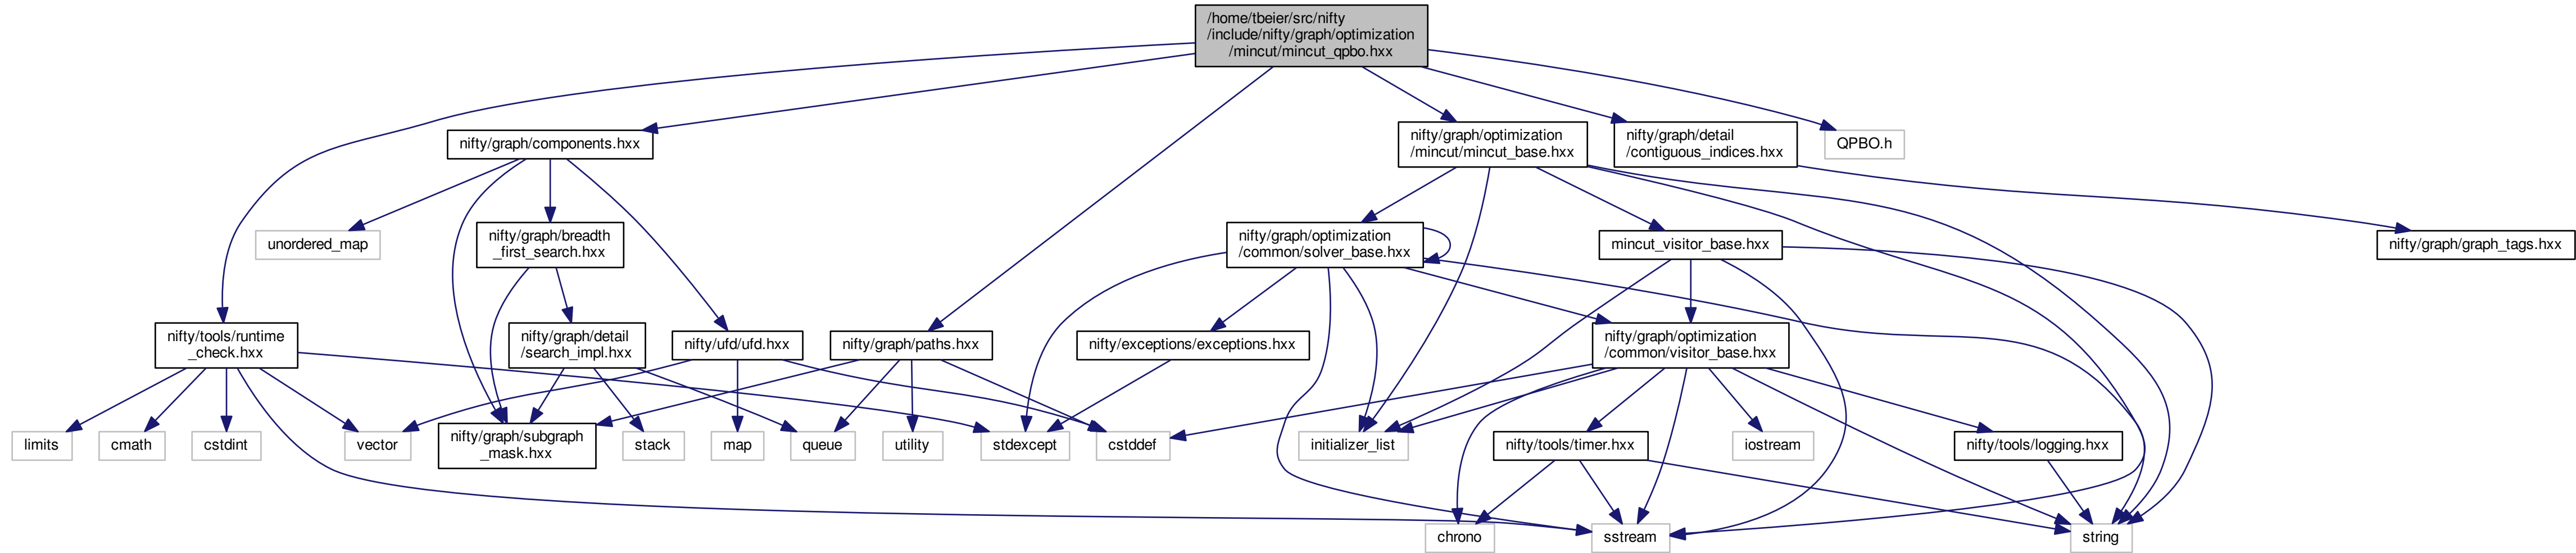 /home/tbeier/src/nifty
/include/nifty/graph/optimization
/mincut/mincut_qpbo.hxx
nifty/graph/components.hxx
nifty/graph/optimization
/mincut/mincut_base.hxx
nifty/graph/detail
/contiguous_indices.hxx
QPBO.h
unordered_map
nifty/graph/breadth
_first_search.hxx
nifty/graph/optimization
/common/solver_base.hxx
mincut_visitor_base.hxx
nifty/graph/graph_tags.hxx
nifty/tools/runtime
_check.hxx
nifty/graph/detail
/search_impl.hxx
nifty/ufd/ufd.hxx
nifty/graph/paths.hxx
nifty/exceptions/exceptions.hxx
nifty/graph/optimization
/common/visitor_base.hxx
limits
cmath
cstdint
vector
nifty/graph/subgraph
_mask.hxx
stack
map
queue
utility
stdexcept
cstddef
initializer_list
nifty/tools/timer.hxx
iostream
nifty/tools/logging.hxx
chrono
sstream
string